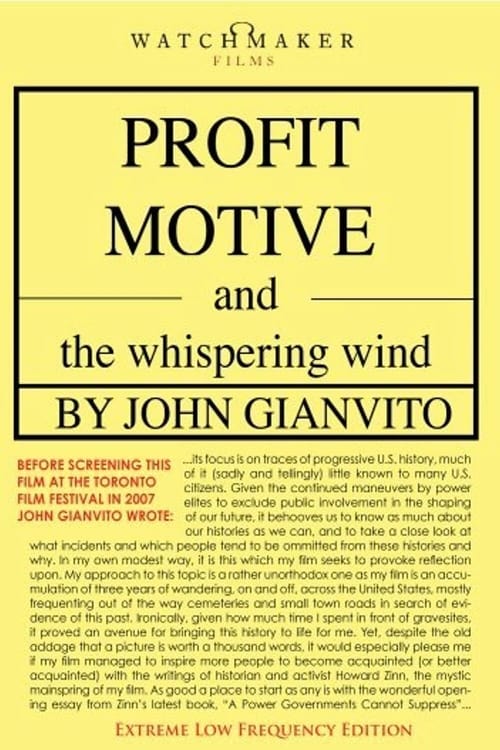 WATCHMAKER
FILMS
PROFIT
MOTIVE
and
the whispering wind
BY JOHN GIANVITO
BEFORE SCREENING THIS
FILM AT THE TORONTO
FILM FESTIVAL IN 2007
JOHN GIANVITO WROTE:
...its focus is on traces of progressive U.S. history, much
of it (sadly and tellingly) little known to many U.S.
citizens. Given the continued maneuvers by power
elites to exclude public involvement in the shaping
of our future, it behooves us to know as much about
our histories as we can, and to take a close look at
what incidents and which people tend to be ommitted from these histories and
why. In my own modest way, it is this which my film seeks to provoke reflection
upon. My approach to this topic is a rather unorthodox one as my film is an accu-
mulation of three years of wandering, on and off, across the United States, mostly
frequenting out of the way cemeteries and small town roads in search of evi-
dence of this past. Ironically, given how much time I spent in front of gravesites,
it proved an avenue for bringing this history to life for me. Yet, despite the old
addage that a picture is worth a thousand words, it would especially please me
if my film managed to inspire more people to become acquainted (or better
acquainted) with the writings of historian and activist Howard Zinn, the mystic
mainspring of my film. As good a place to start as any is with the wonderful open-
ing essay from Zinn's latest book, "A Power Governments Cannot Suppress"...
EXTREME LOW FREQUENCY EDITION